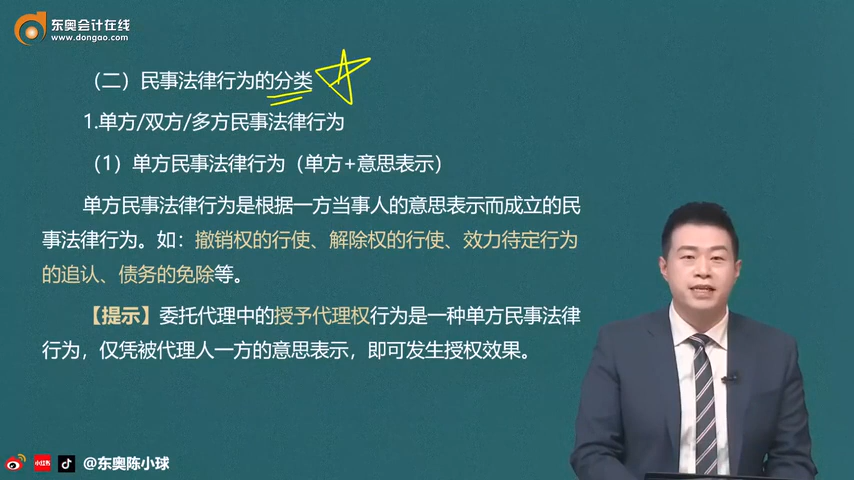 东奥会计在线
www.dongao.com
（二）民事法律行为的分类
1.单方/双方/多方民事法律行为
（1）单方民事法律行为（单方+意思表示）
单方民事法律行为是根据一方当事人的意思表示而成立的民
事法律行为。如：撤销权的行使、解除权的行使、效力待定行为
的追认、债务的免除等。
【提示】委托代理中的授予代理权行为是一种单方民事法律
行为，仅凭被代理人一方的意思表示，即可发生授权效果。
小红书
@东奥陈小球